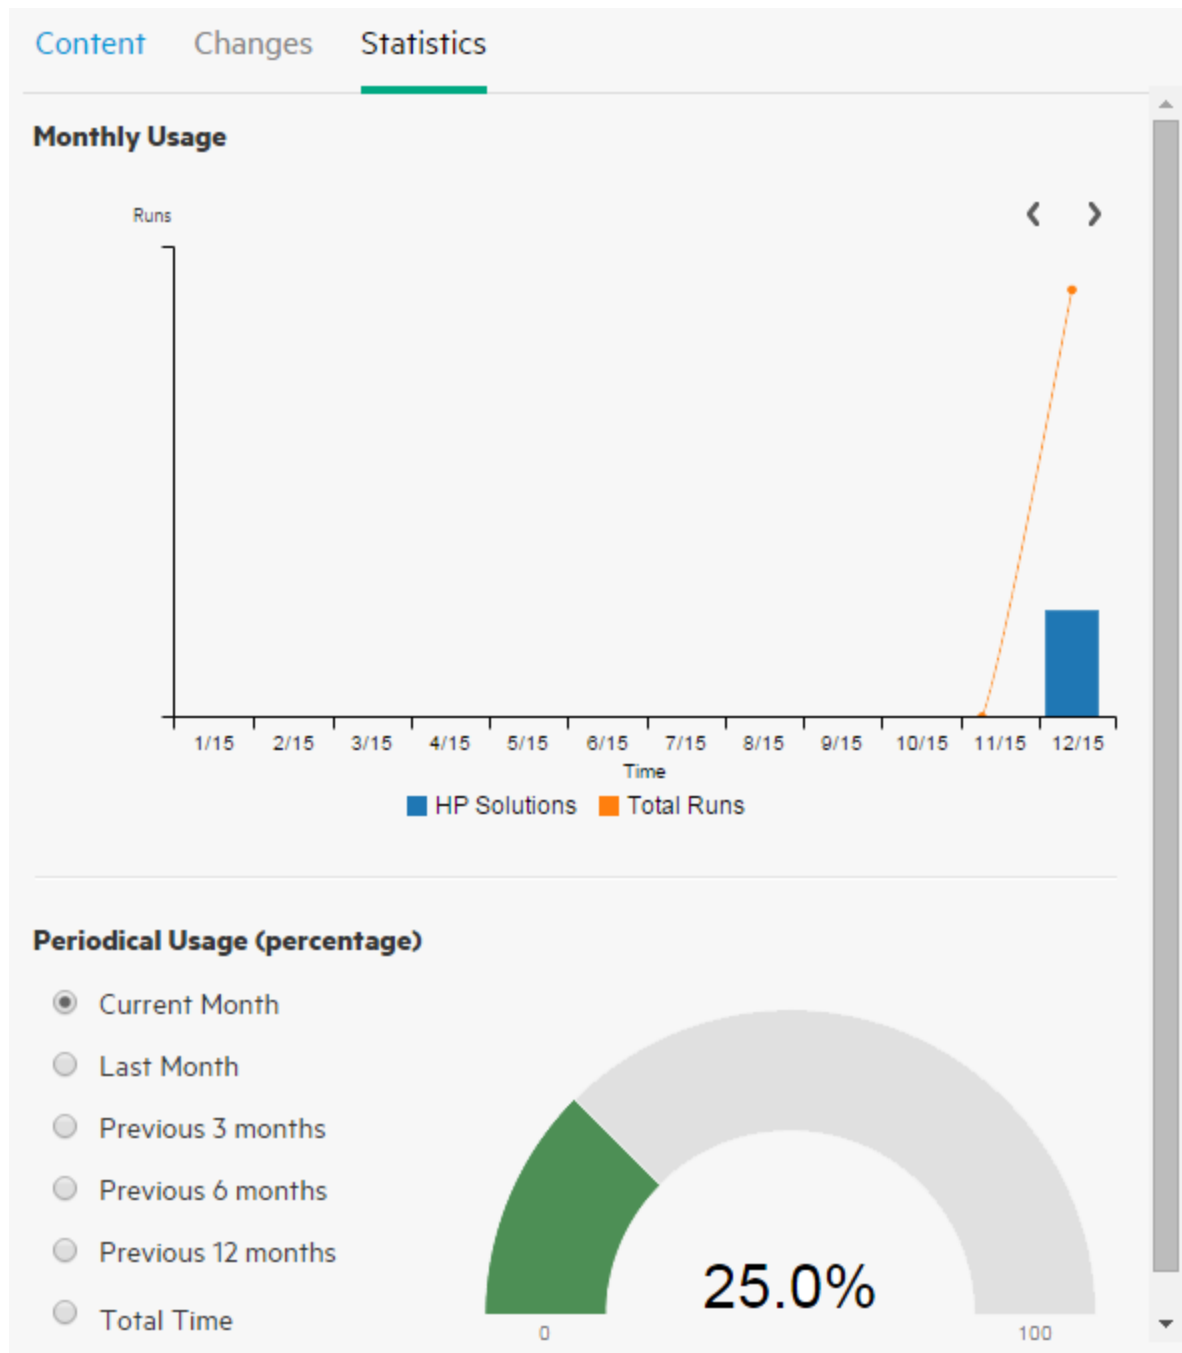 Content Changes Statistics
Monthly Usage
Runs
1/15 2/15 3/15 4/15 5/15 6/15 7/15 8/15 9/15 10/15 11/15 12/15
Time
HP Solutions Total Runs
Periodical Usage (percentage)
Current Month
Last Month
Previous 3 months
Previous 6 months
Previous 12 months
Total Time
25.0%
0 100